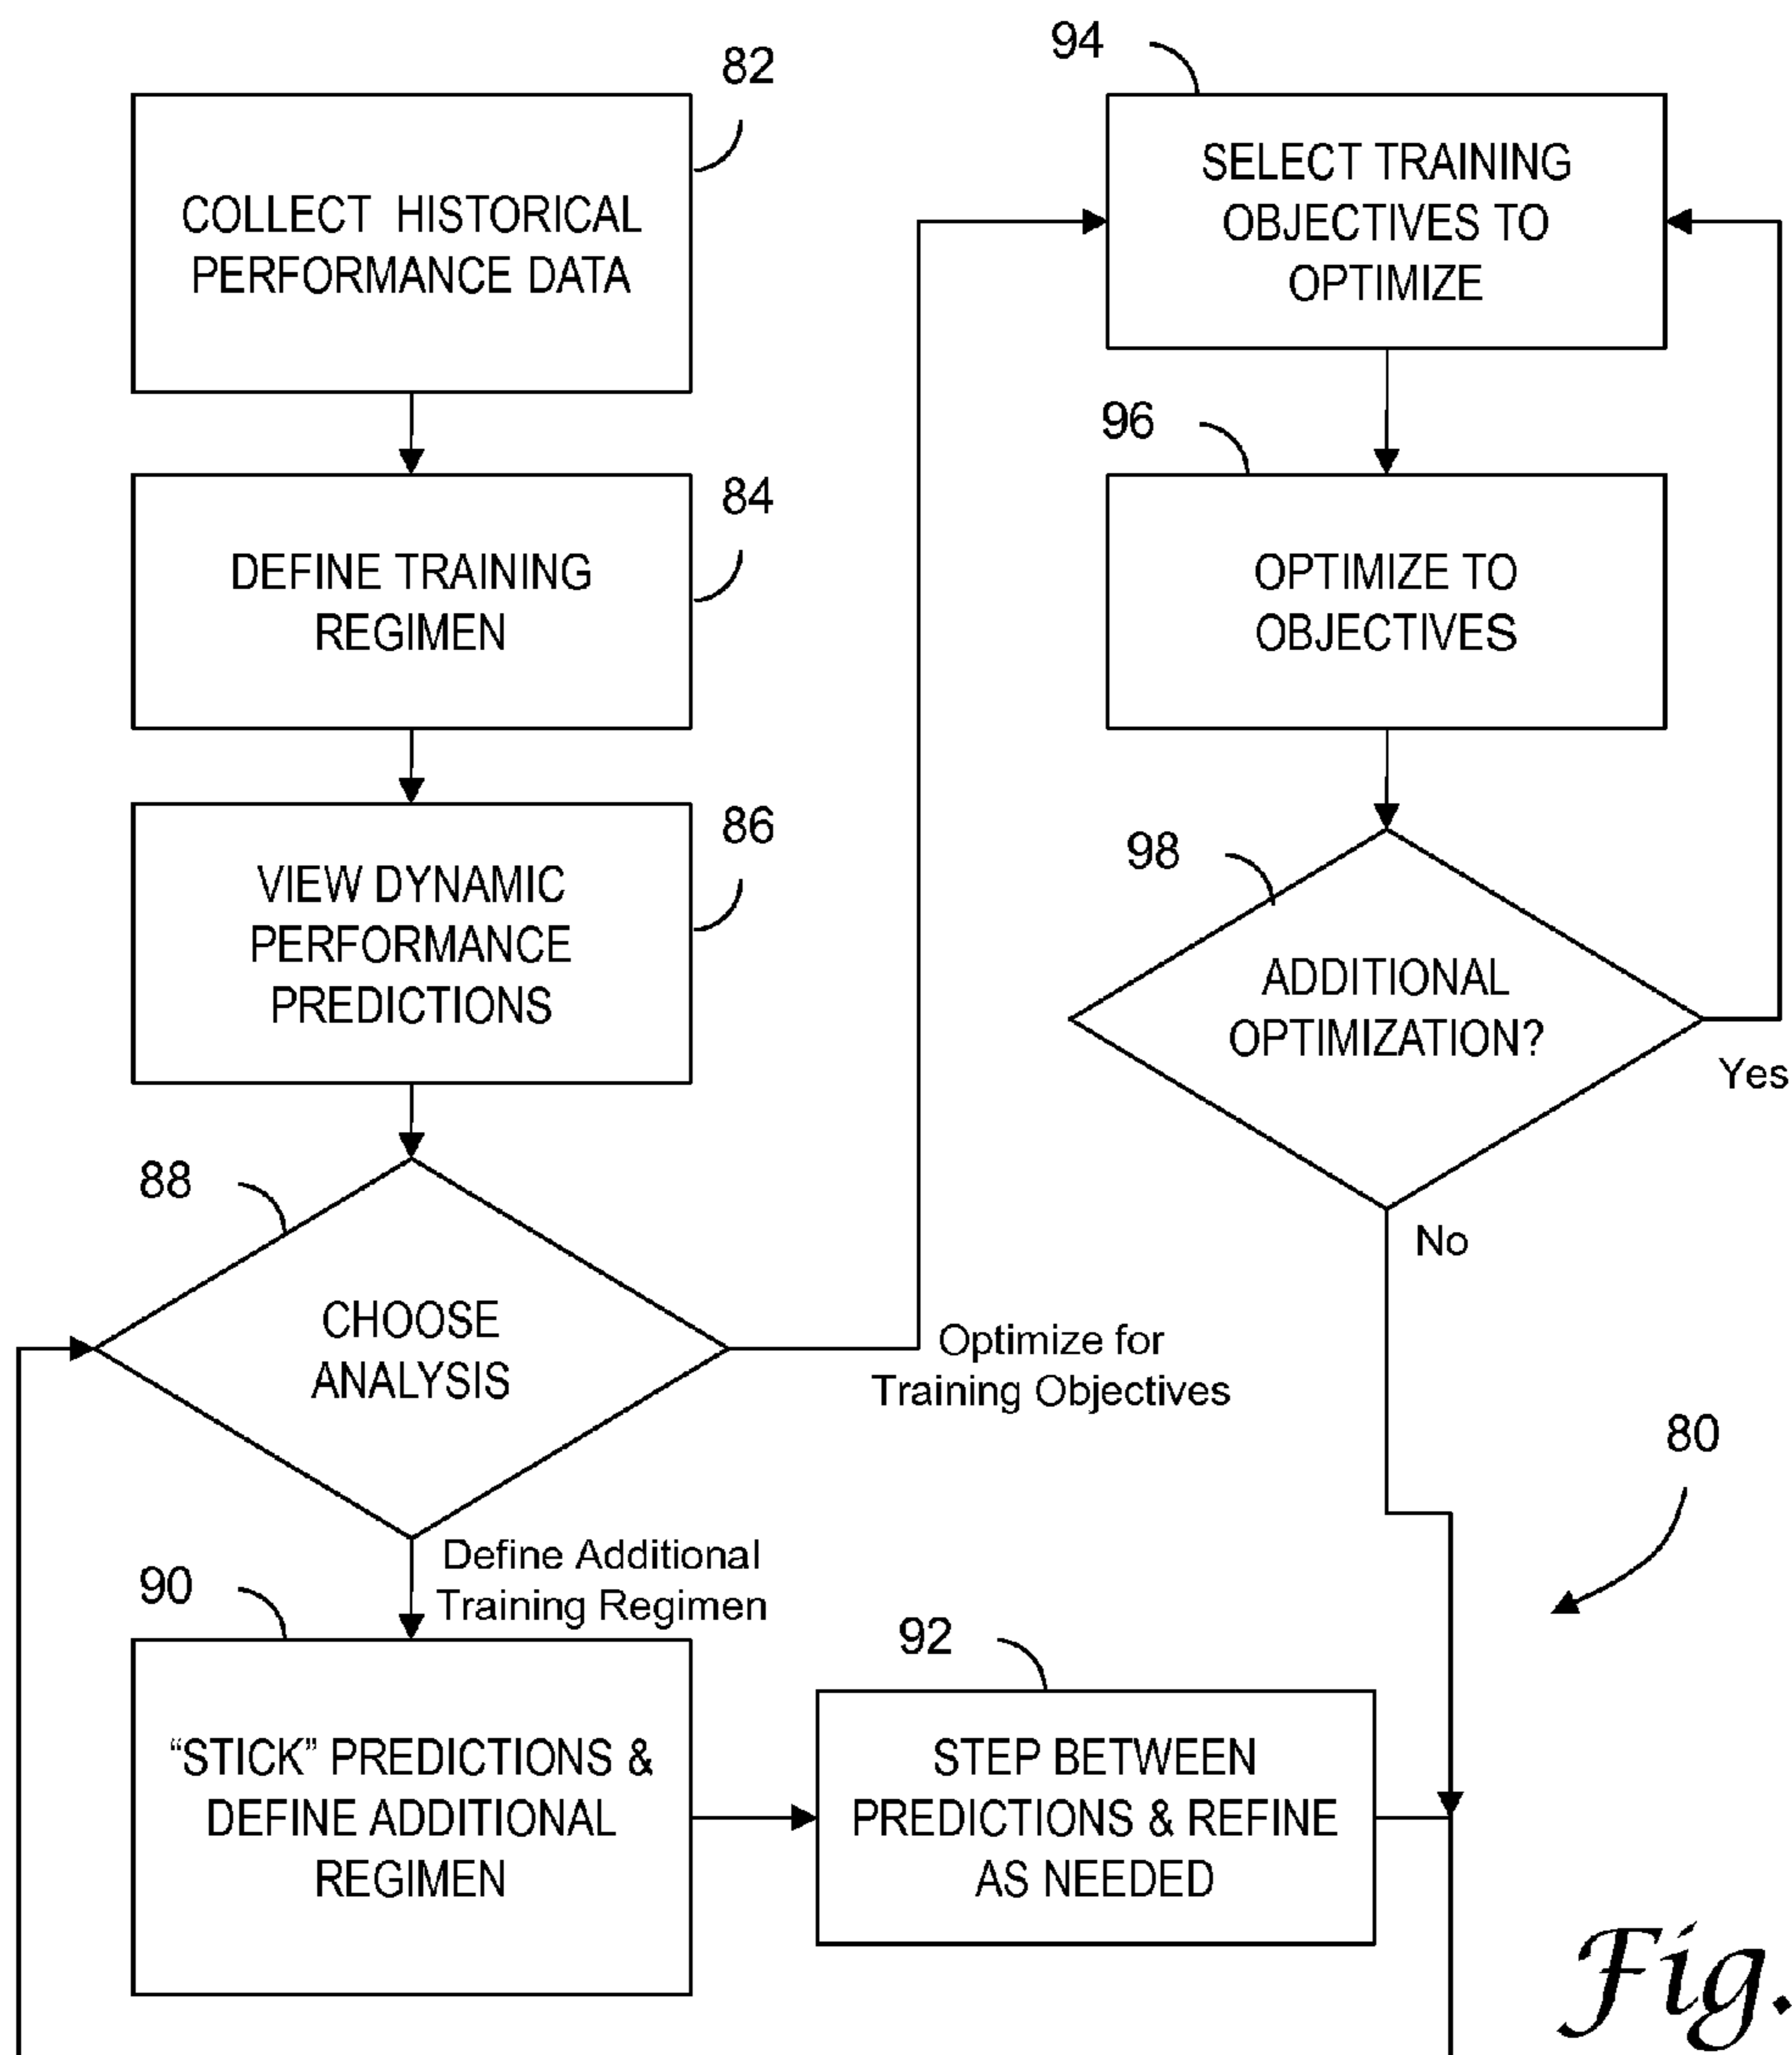 82
COLLECT HISTORICAL
PERFORMANCE DATA
84
DEFINE TRAINING
REGIMEN
86
VIEW DYNAMIC
PERFORMANCE
PREDICTIONS
88
CHOOSE
ANALYSIS
Optimize for
Training Objectives
Define Additional
Training Regimen
90
"STICK" PREDICTIONS &
DEFINE ADDITIONAL
REGIMEN
92
STEP BETWEEN
PREDICTIONS & REFINE
AS NEEDED
94
SELECT TRAINING
OBJECTIVES TO
OPTIMIZE
96
OPTIMIZE TO
OBJECTIVES
98
ADDITIONAL
OPTIMIZATION?
Yes
No
80
Fig.